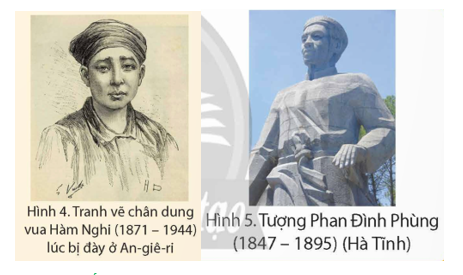 Hình 4. Tranh vẽ chân dung
vua Hàm Nghi (1871 – 1944)
lúc bị đày ở An-giê-ri
Hình 5. Tượng Phan Đình Phùng
(1847 – 1895) (Hà Tĩnh)
tạo